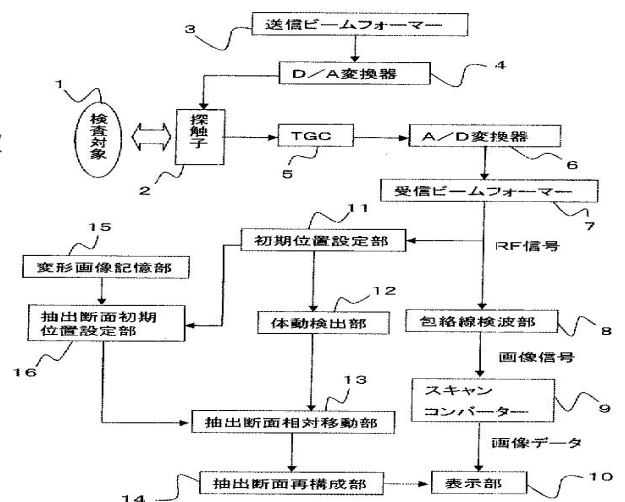 3
送信ビームフォーマー
D/A変換器
4
1
検査対象
探触子
2
TGC
5
A/D変換器
6
受信ビームフォーマー
7
11
初期位置設定部
RF信号
15
変形画像記憶部
12
体動検出部
抽出断面初期
位置設定部
16
包絡線検波部
8
画像信号
13
抽出断面相対移動部
スキャン
コンバーター
9
画像データ
14
抽出断面再構成部
表示部
10